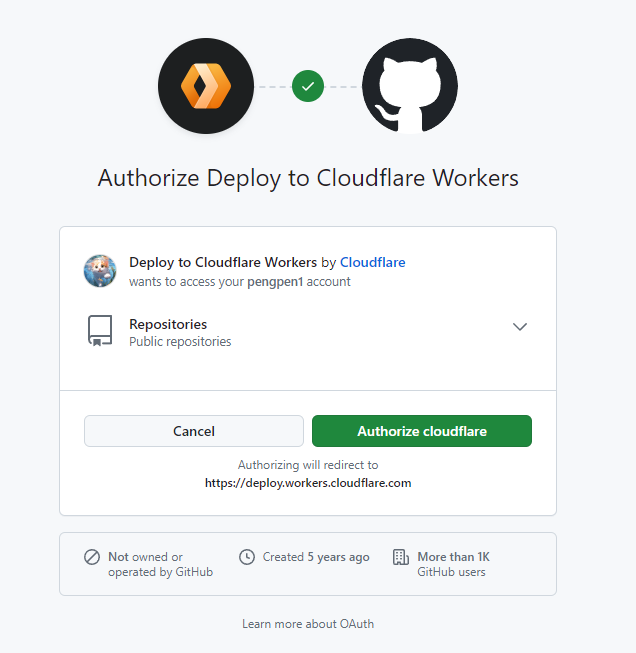 Authorize Deploy to Cloudflare Workers
Deploy to Cloudflare Workers by Cloudflare
wants to access your pengpen1 account
Repositories
Public repositories
Cancel
Authorize cloudflare
Authorizing will redirect to
https://deploy.workers.cloudflare.com
Not owned or
operated by GitHub
Created 5 years ago
More than 1K
GitHub users
Learn more about OAuth